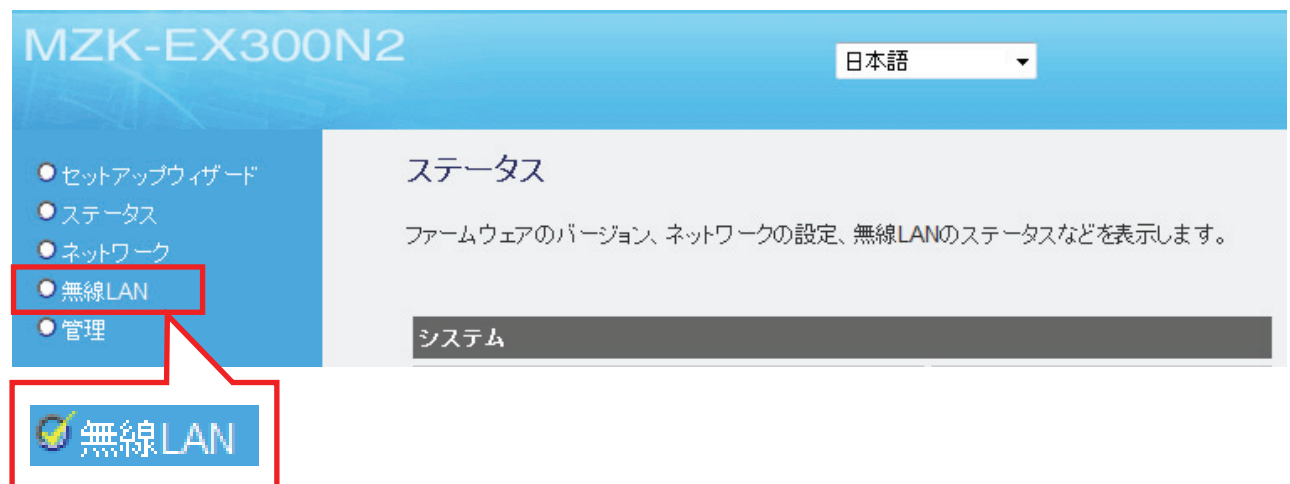 MZK-EX300N2
日本語
セットアップウィザード
ステータス
ネットワーク
無線LAN
管理
ステータス
ファームウェアのバージョン、ネットワークの設定、無線LANのステータスなどを表示します。
システム
無線LAN